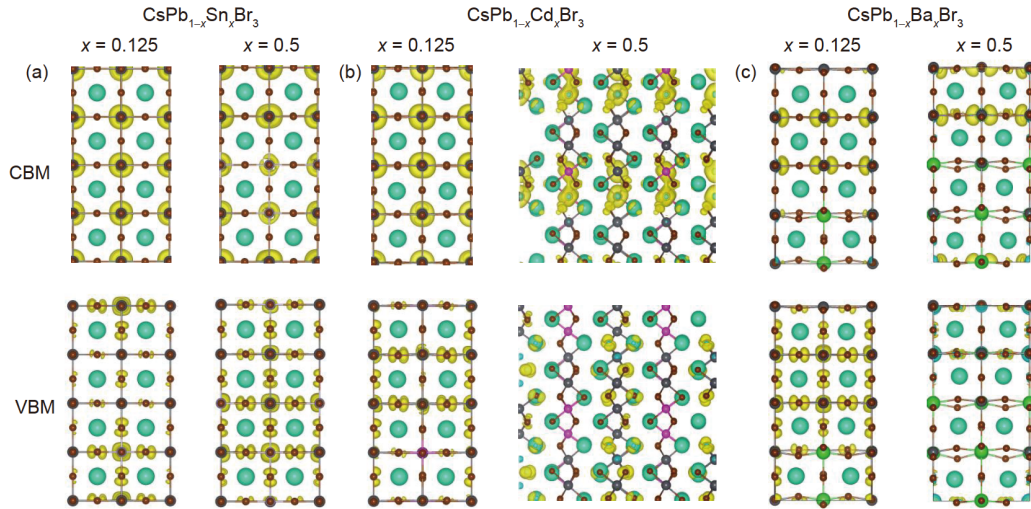 CsPb1−xSnxBr3 CsPb1−xCdxBr3 CsPb1−xBaxBr3
x = 0.125 x = 0.5 x = 0.125 x = 0.5 x = 0.125 x = 0.5
(a) (b) (c)
CBM
VBM